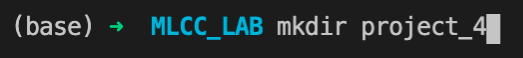 (base) ➜ MLCC_LAB mkdir project_4